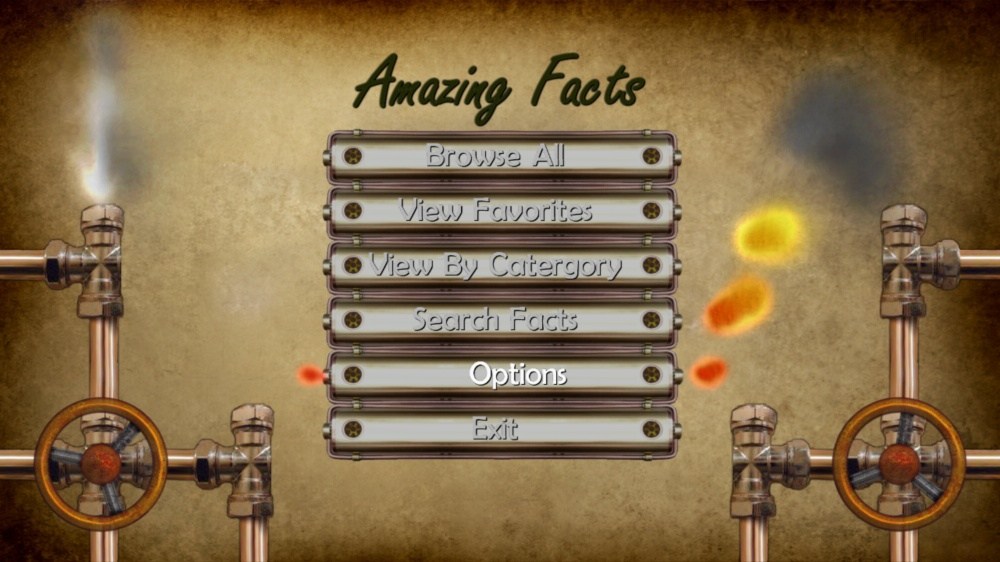 Amazing Facts
Browse All
View Favorites
View By Catergory
Search Facts
Options
Exit